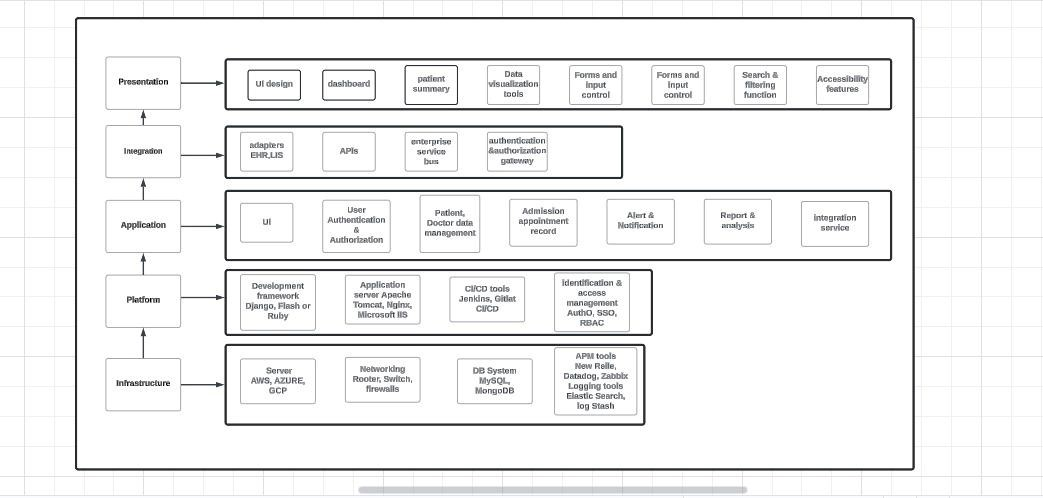 Presentation
UI design
dashboard
patient
summary
Data
visualization
tools
Forms and
input
control
Forms and
input
control
Search &
filtering
function
Accessibility
features
Integration
adapters
EHR,LIS
APIs
enterprise
service
bus
authentication
&authorization
gateway
Application
UI
User
Authentication
&
Authorization
Patient,
Doctor data
management
Admission
appointment
record
Alert &
Notification
Report &
analysis
integration
service
Platform
Development
framework
Django, Flash or
Ruby
Application
server Apache
Tomcat, Nginx,
Microsoft IIS
CI/CD tools
Jenkins, Gitlat
CI/CD
identification &
access
management
AuthO, SSO,
RBAC
Infrastructure
Server
AWS, AZURE,
GCP
Networking
Rooter, Switch,
firewalls
DB System
MySQL,
MongoDB
APM tools
New Relle,
Datadog, Zabbix
Logging tools
Elastic Search,
log Stash